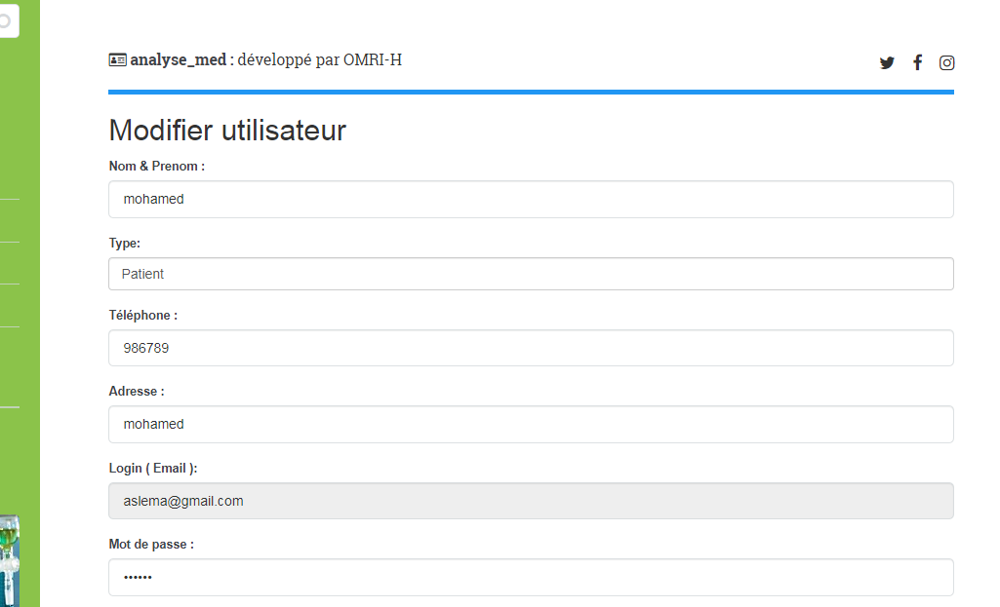 analyse_med : développé par OMRI-H
Modifier utilisateur
Nom & Prenom :
mohamed
Type:
Patient
Téléphone :
986789
Adresse :
mohamed
Login ( Email ):
aslema@gmail.com
Mot de passe :
••••••